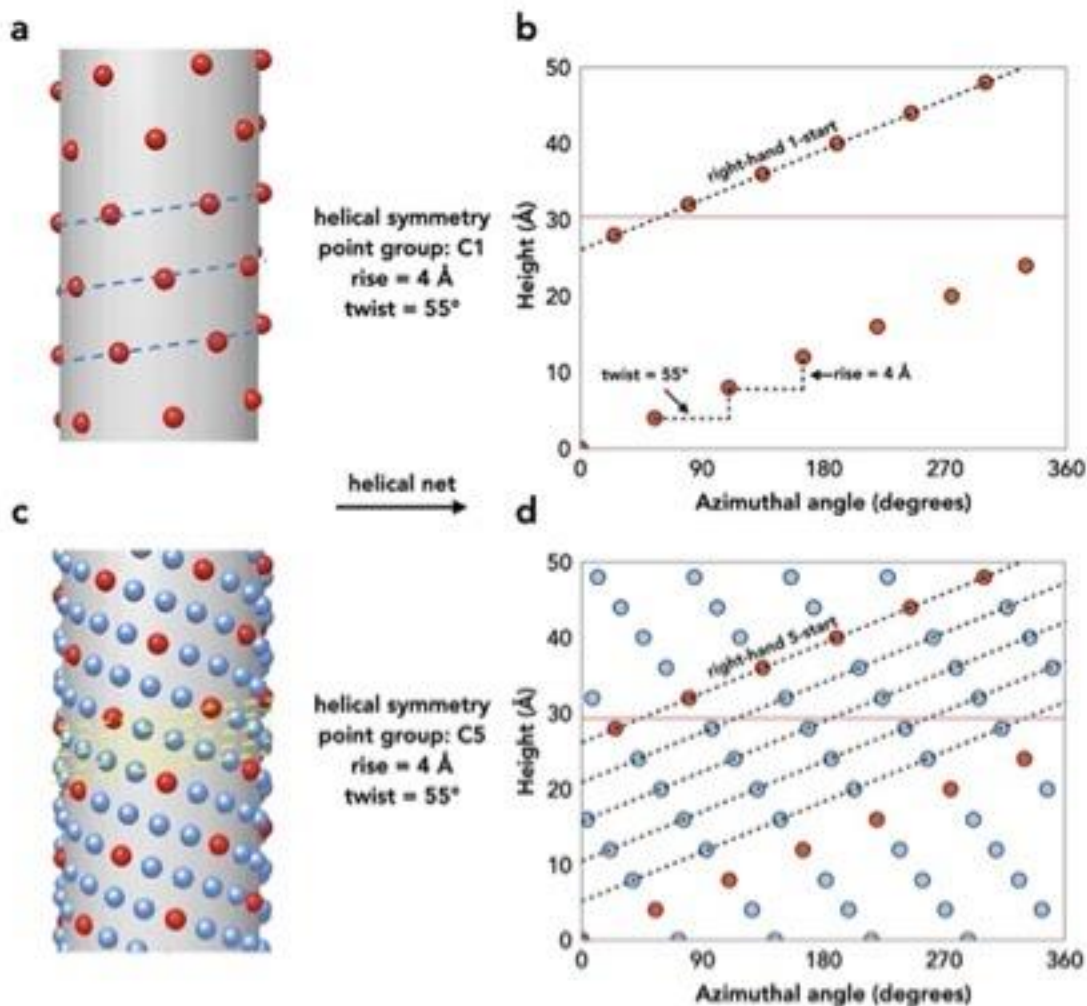 a
b
50
40
30
20
10
0
Height (Å)
right-hand 1-start
twist = 55°
rise = 4 Å
0
90
180
270
360
Azimuthal angle (degrees)
helical symmetry
point group: C1
rise = 4 Å
twist = 55°
helical net
c
d
helical symmetry
point group: C5
rise = 4 Å
twist = 55°
50
40
30
20
10
0
Height (Å)
right-hand 5-start
0
90
180
270
360
Azimuthal angle (degrees)